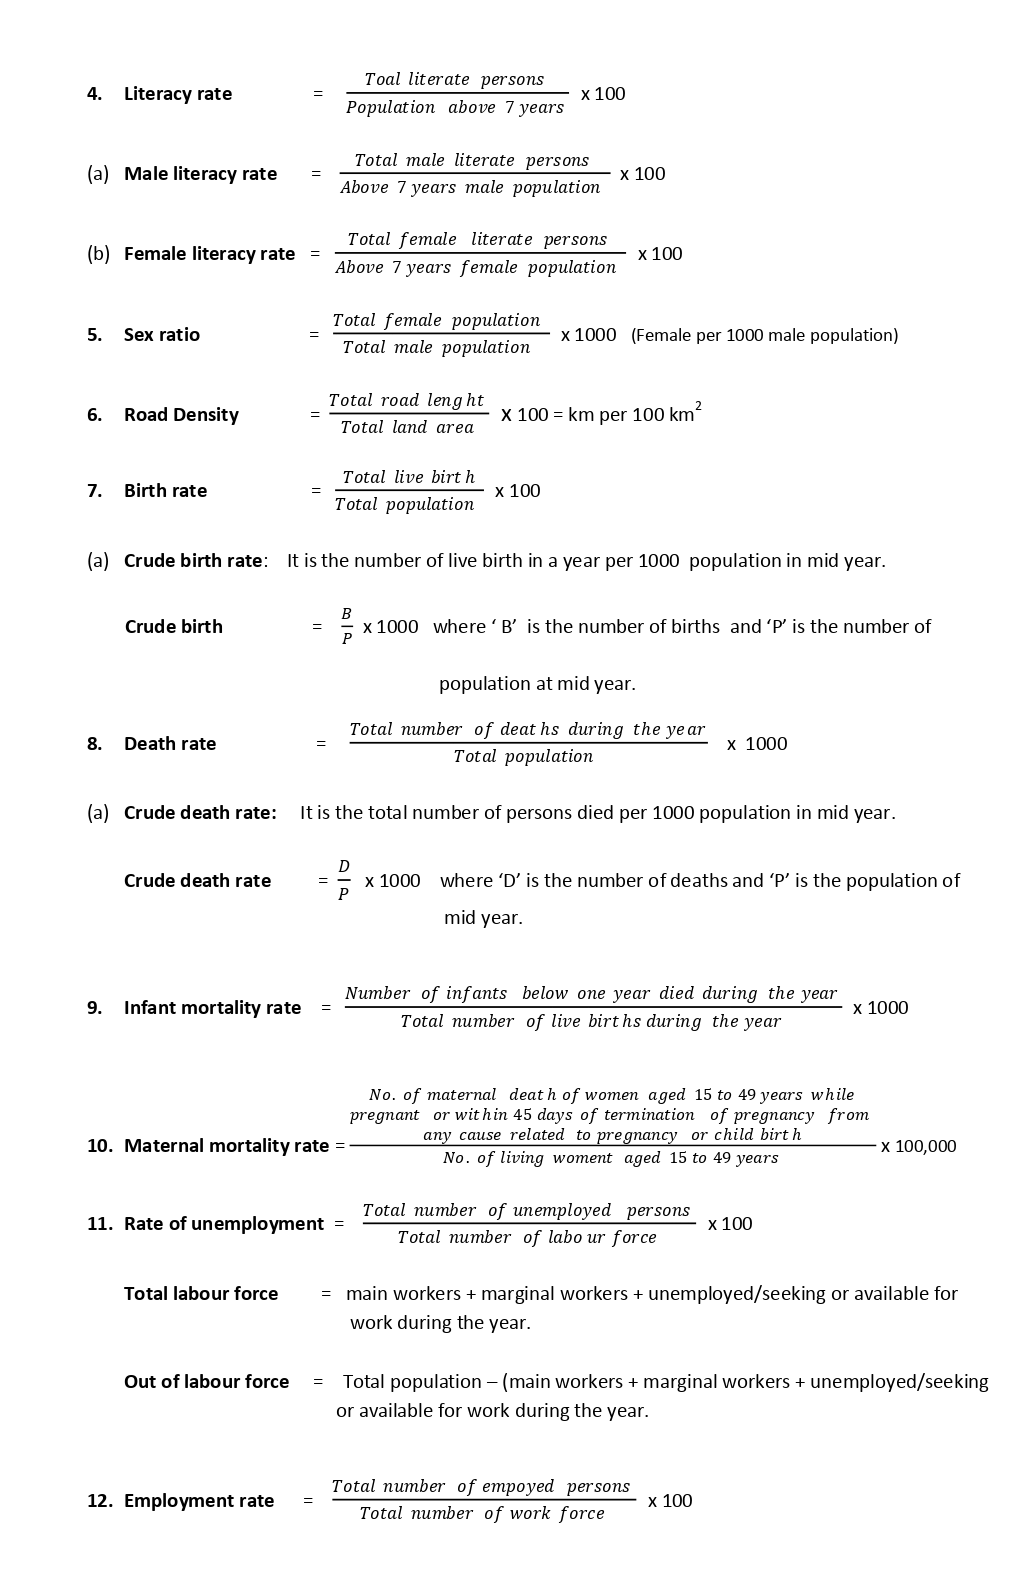 4. Literacy rate = Toal literate persons / Population above 7 years x 100
(a) Male literacy rate = Total male literate persons / Above 7 years male population x 100
(b) Female literacy rate = Total female literate persons / Above 7 years female population x 100
5. Sex ratio = Total female population / Total male population x 1000 (Female per 1000 male population)
6. Road Density = Total road lenght / Total land area X 100 = km per 100 km²
7. Birth rate = Total live birth / Total population x 100
(a) Crude birth rate: It is the number of live birth in a year per 1000 population in mid year.
Crude birth = B / P x 1000 where ‘ B’ is the number of births and ‘P’ is the number of
population at mid year.
8. Death rate = Total number of deaths during the year / Total population x 1000
(a) Crude death rate: It is the total number of persons died per 1000 population in mid year.
Crude death rate = D / P x 1000 where ‘D’ is the number of deaths and ‘P’ is the population of
mid year.
9. Infant mortality rate = Number of infants below one year died during the year / Total number of live births during the year x 1000
No. of maternal death of women aged 15 to 49 years while
pregnant or within 45 days of termination of pregnancy from
any cause related to pregnancy or child birth
10. Maternal mortality rate = x 100,000
No. of living woment aged 15 to 49 years
11. Rate of unemployment = Total number of unemployed persons / Total number of labour force x 100
Total labour force = main workers + marginal workers + unemployed/seeking or available for
work during the year.
Out of labour force = Total population – (main workers + marginal workers + unemployed/seeking
or available for work during the year.
12. Employment rate = Total number of empoyed persons / Total number of work force x 100